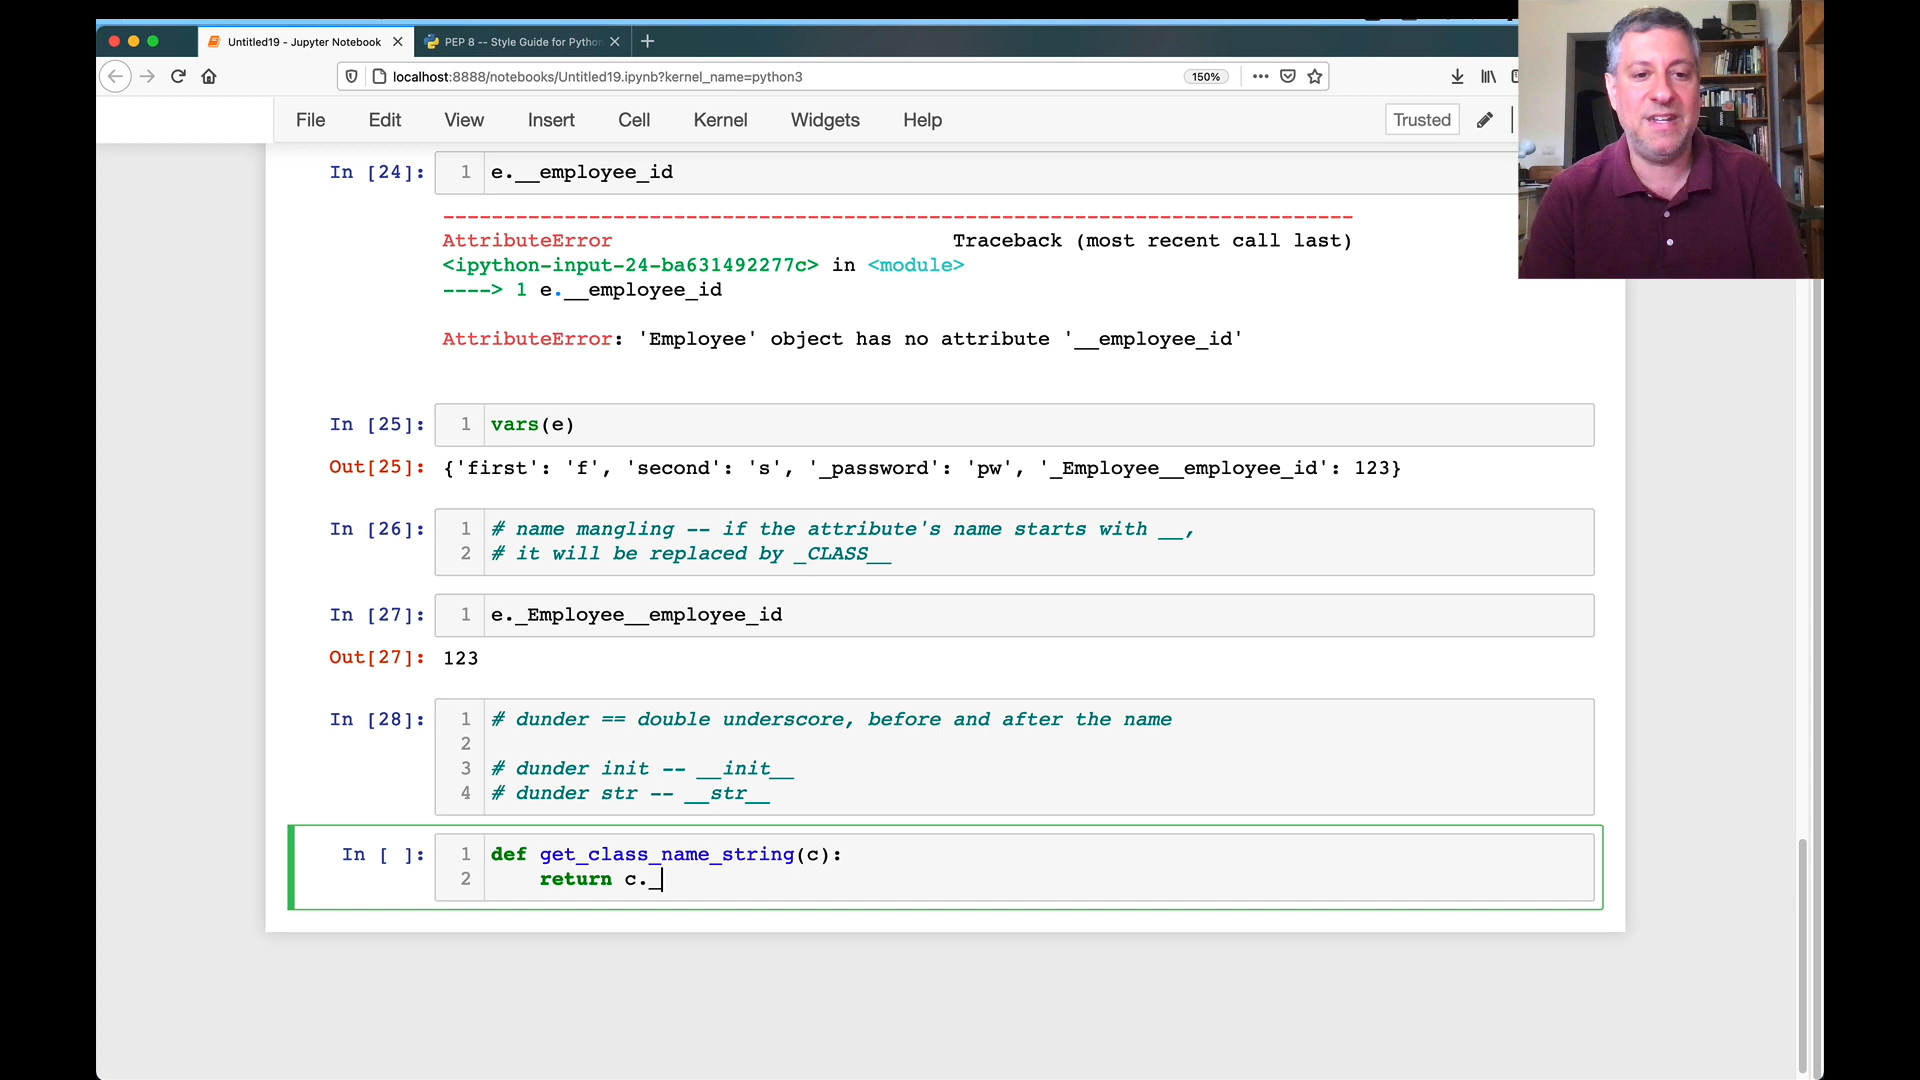 Untitled19 - Jupyter Notebook
PEP 8 -- Style Guide for Pytho
localhost:8888/notebooks/Untitled19.ipynb?kernel_name=python3
150%
File Edit View Insert Cell Kernel Widgets Help
Trusted
In [24]: 1 e.__employee_id
---------------------------------------------------------------------------
AttributeError Traceback (most recent call last)
<ipython-input-24-ba631492277c> in <module>
----> 1 e.__employee_id
AttributeError: 'Employee' object has no attribute '__employee_id'
In [25]: 1 vars(e)
Out[25]: {'first': 'f', 'second': 's', '_password': 'pw', '_Employee__employee_id': 123}
In [26]: 1 # name mangling -- if the attribute's name starts with __,
2 # it will be replaced by _CLASS__
In [27]: 1 e._Employee__employee_id
Out[27]: 123
In [28]: 1 # dunder == double underscore, before and after the name
2
3 # dunder init -- __init__
4 # dunder str -- __str__
In [ ]: 1 def get_class_name_string(c):
2 return c._